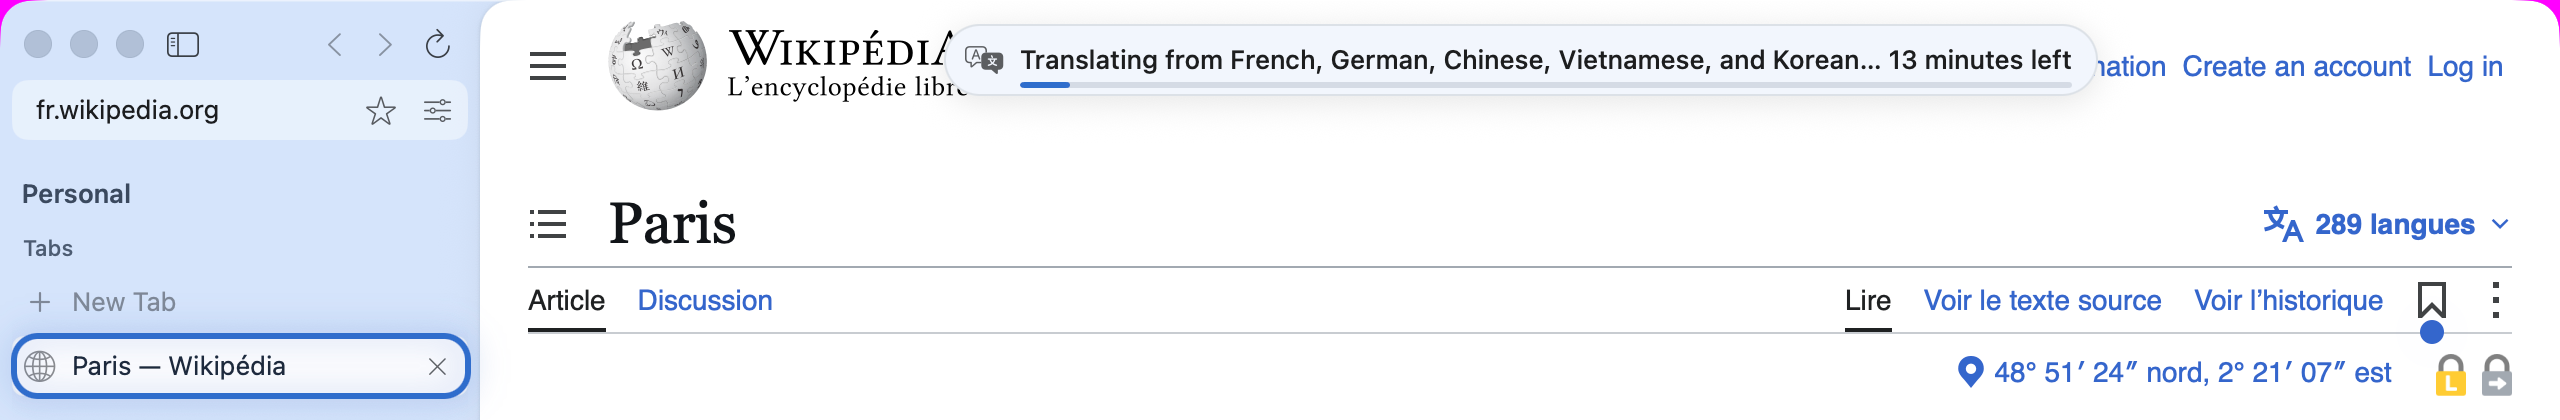 fr.wikipedia.org
Personal
Tabs
New Tab
Paris — Wikipédia
WIKIPÉDIA
L’encyclopédie libre
Translating from French, German, Chinese, Vietnamese, and Korean... 13 minutes left
Create an account
Log in
Paris
289 langues
Article
Discussion
Lire
Voir le texte source
Voir l’historique
48° 51′ 24″ nord, 2° 21′ 07″ est
L